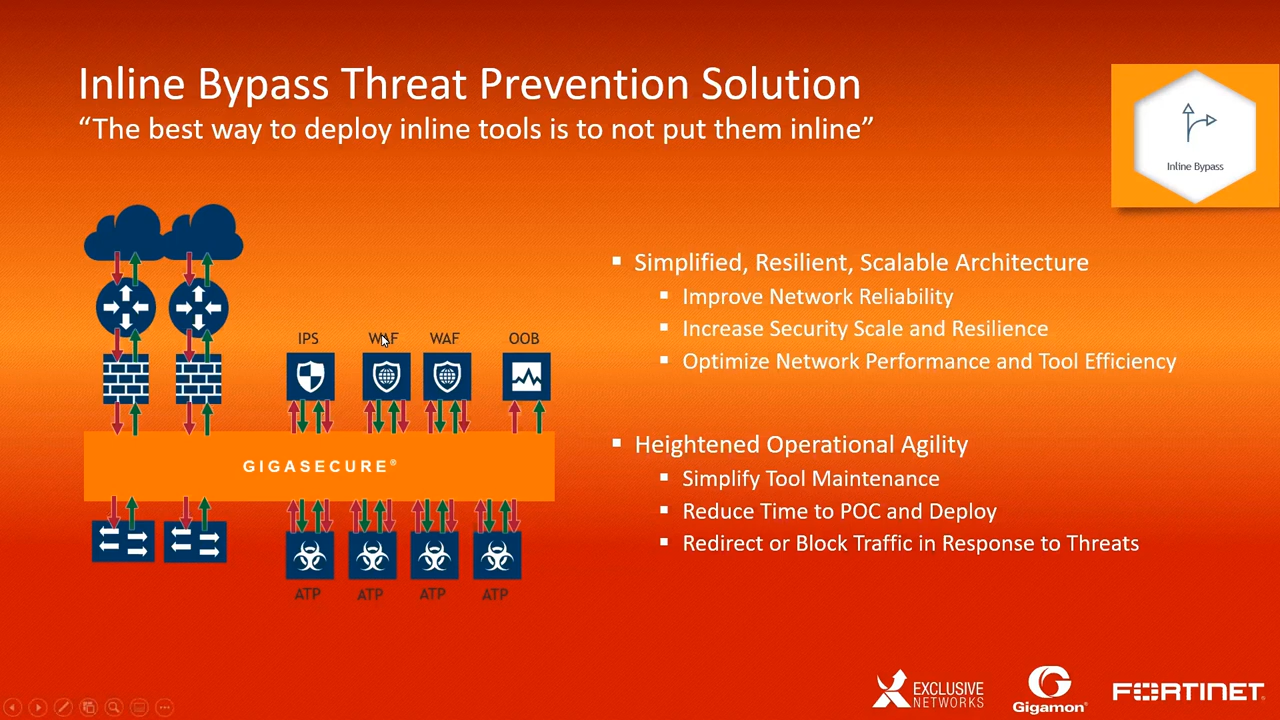 Inline Bypass Threat Prevention Solution
“The best way to deploy inline tools is to not put them inline”
Inline Bypass
▪ Simplified, Resilient, Scalable Architecture
▪ Improve Network Reliability
▪ Increase Security Scale and Resilience
▪ Optimize Network Performance and Tool Efficiency
IPS WAF WAF OOB
GIGASECURE®
▪ Heightened Operational Agility
▪ Simplify Tool Maintenance
▪ Reduce Time to POC and Deploy
▪ Redirect or Block Traffic in Response to Threats
ATP ATP ATP ATP
EXCLUSIVE
NETWORKS
Gigamon®
FORTINET